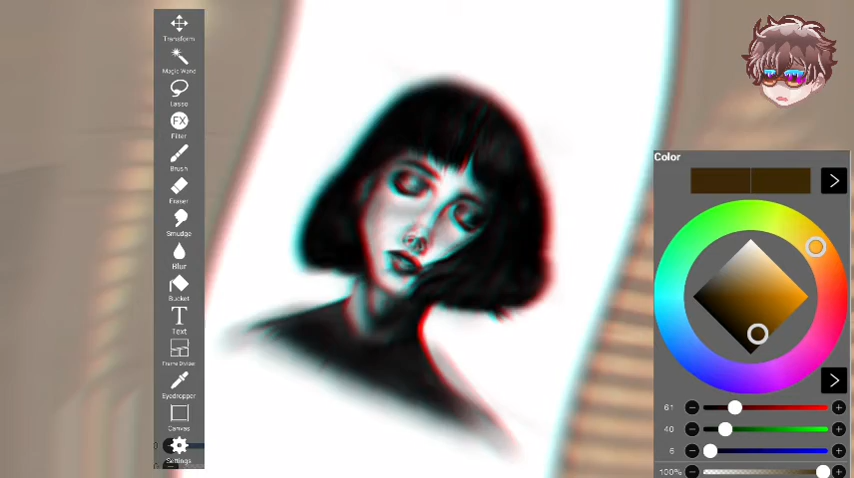 Transform
Magic Wand
Lasso
FX
Filter
Brush
Eraser
Smudge
Blur
Bucket
T
Text
Frame Divider
Eyedropper
Canvas
Settings
Color
61
40
6
100%